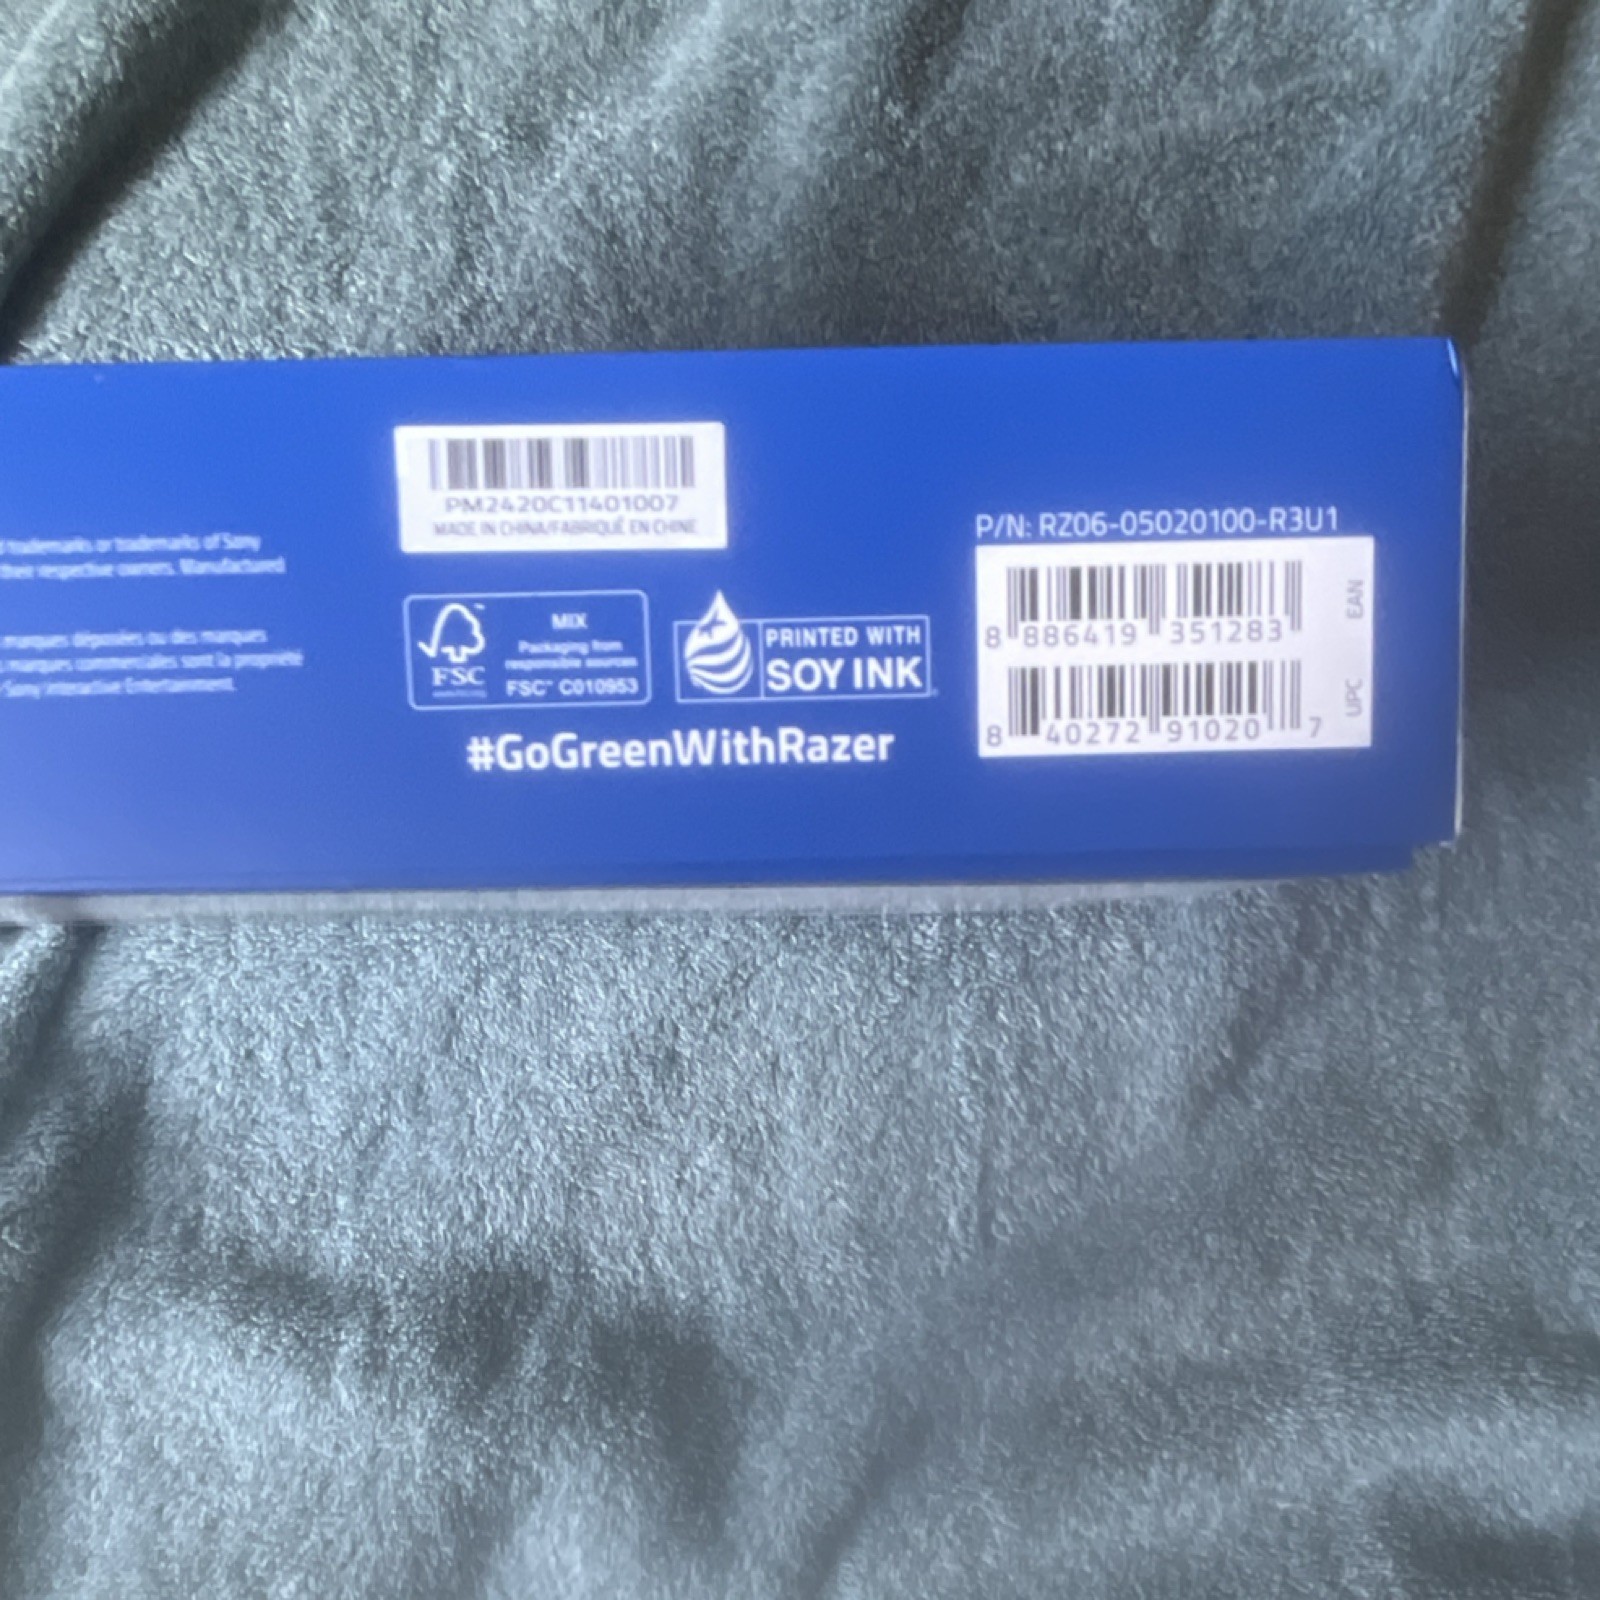 trademarks or trademarks of Sony
their respective owners. Manufactured
marques déposées ou des marques
marques commerciales sont la propriété
Sony Interactive Entertainment.
PM2420C11401007
MADE IN CHINA/FABRIQUÉ EN CHINE
FSC
MIX
Packaging from
responsible sources
FSC™ C010953
PRINTED WITH
SOY INK
#GoGreenWithRazer
P/N: RZ06-05020100-R3U1
8 886419 351283
EAN
8 40272 91020 7
UPC